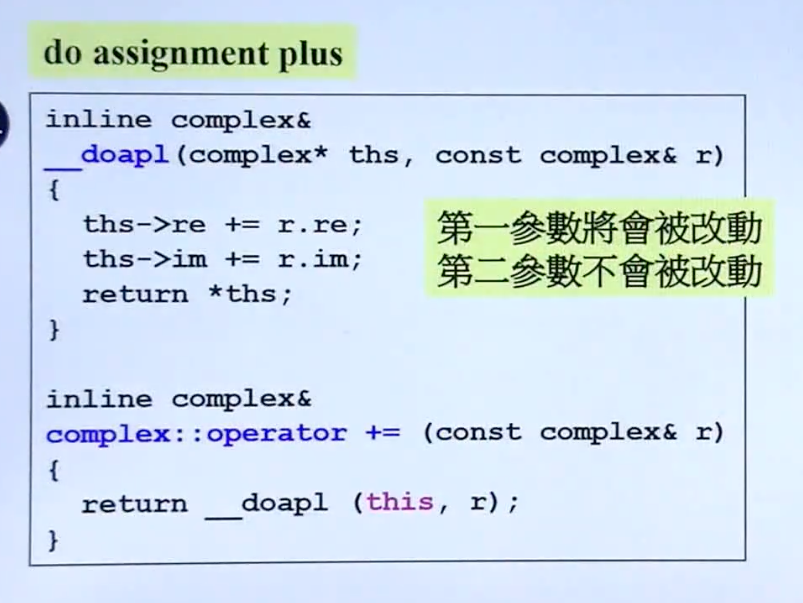 do assignment plus
inline complex&
__doapl(complex* ths, const complex& r)
{
  ths->re += r.re;
  ths->im += r.im;
  return *ths;
}
第一參數將會被改動
第二參數不會被改動
inline complex&
complex::operator += (const complex& r)
{
  return __doapl (this, r);
}